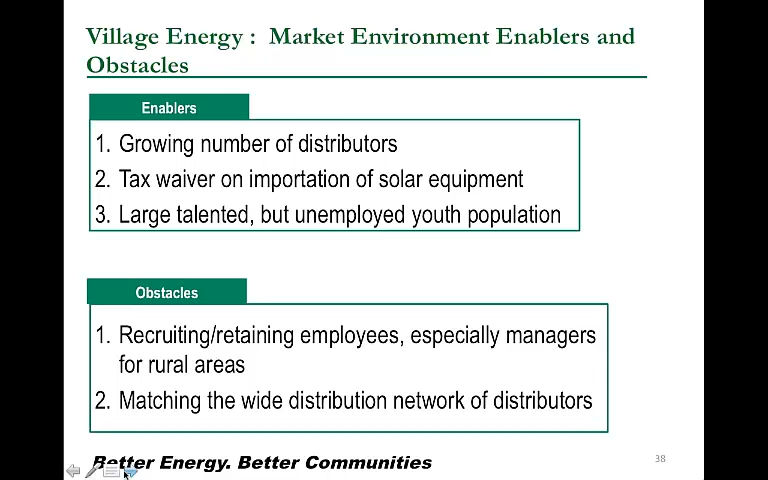 Village Energy : Market Environment Enablers and
Obstacles
Enablers
1. Growing number of distributors
2. Tax waiver on importation of solar equipment
3. Large talented, but unemployed youth population
Obstacles
1. Recruiting/retaining employees, especially managers
for rural areas
2. Matching the wide distribution network of distributors
Better Energy. Better Communities
38